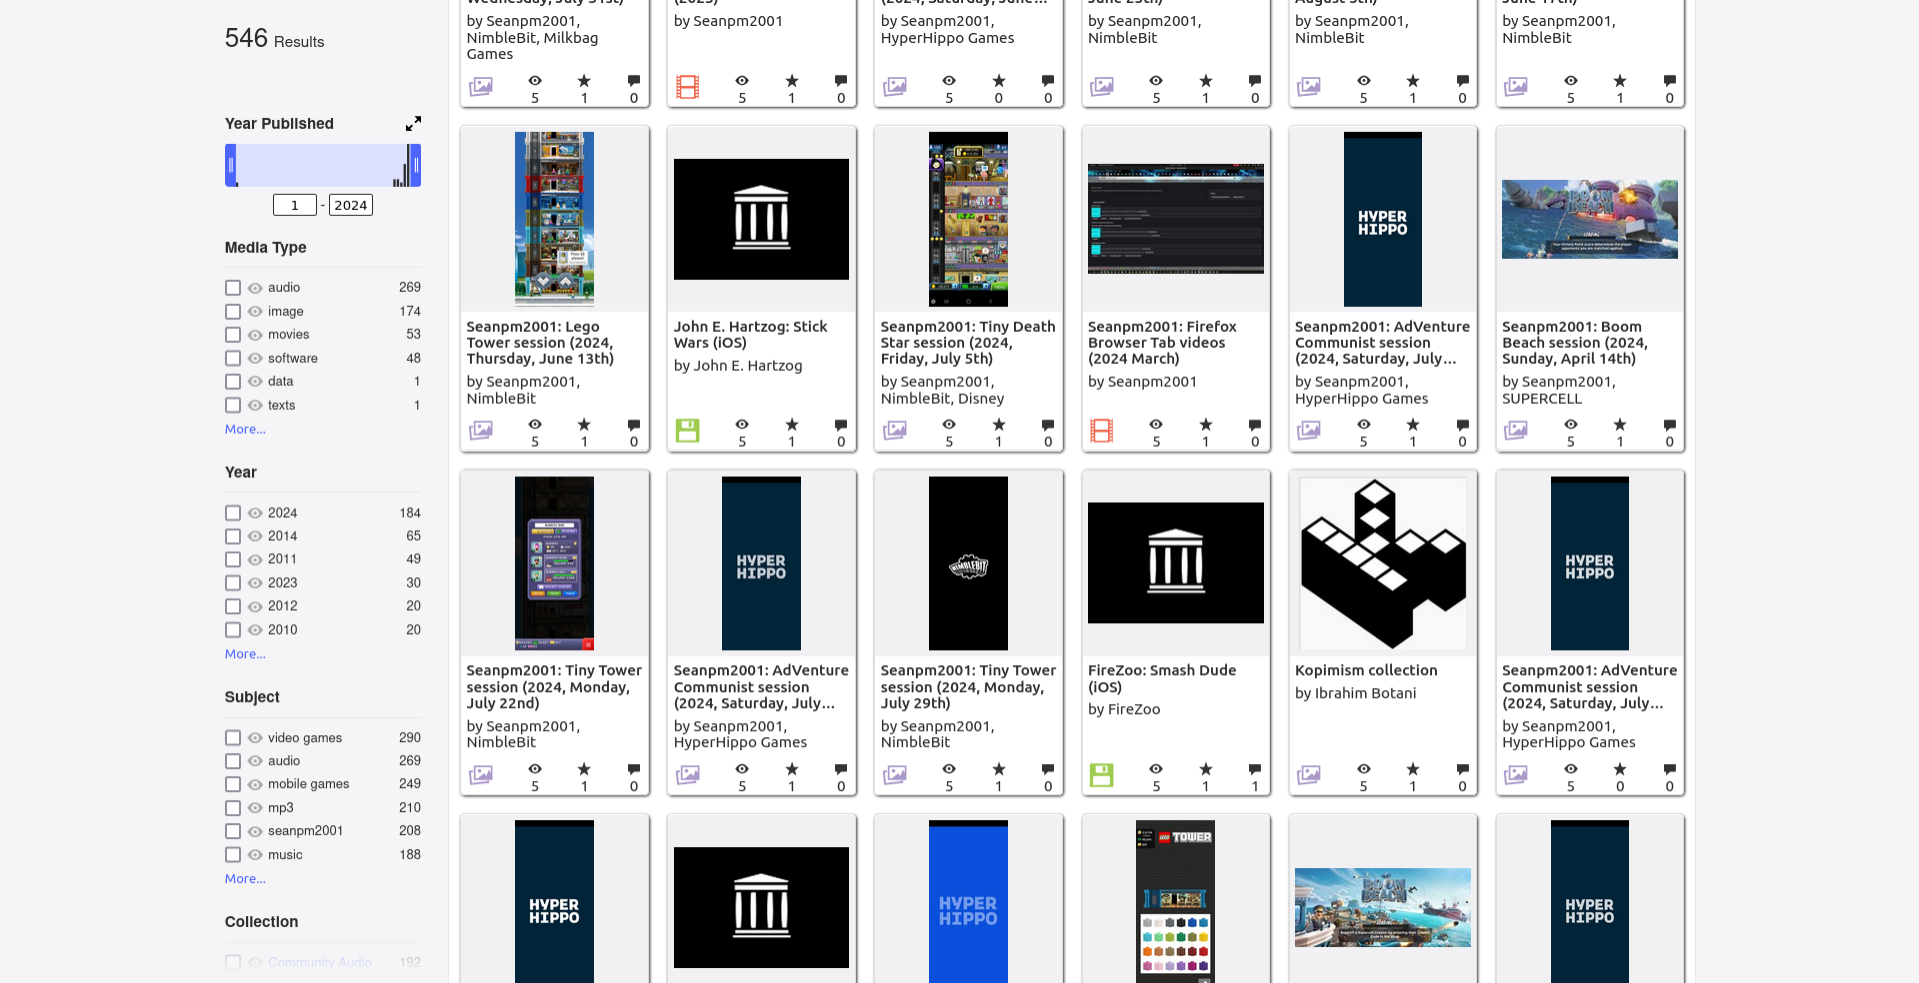 546 Results
Year Published
1 - 2024
Media Type
audio 269
image 174
movies 53
software 48
data 1
texts 1
More...
Year
2024 184
2014 65
2011 49
2023 30
2012 20
2010 20
More...
Subject
video games 290
audio 269
mobile games 249
mp3 210
seanpm2001 208
music 188
More...
Collection
Community Audio 192
by Seanpm2001,
NimbleBit, Milkbag
Games
5 1 0
by Seanpm2001
5 1 0
by Seanpm2001,
HyperHippo Games
5 0 0
by Seanpm2001,
NimbleBit
5 1 0
by Seanpm2001,
NimbleBit
5 1 0
by Seanpm2001,
NimbleBit
5 1 0
Seanpm2001: Lego
Tower session (2024,
Thursday, June 13th)
by Seanpm2001,
NimbleBit
5 1 0
John E. Hartzog: Stick
Wars (iOS)
by John E. Hartzog
5 1 0
Seanpm2001: Tiny Death
Star session (2024,
Friday, July 5th)
by Seanpm2001,
NimbleBit, Disney
5 1 0
Seanpm2001: Firefox
Browser Tab videos
(2024 March)
by Seanpm2001
5 1 0
HYPER
HIPPO
Seanpm2001: AdVenture
Communist session
(2024, Saturday, July...
by Seanpm2001,
HyperHippo Games
5 1 0
BOOM
BEACH
Seanpm2001: Boom
Beach session (2024,
Sunday, April 14th)
by Seanpm2001,
SUPERCELL
5 1 0
Seanpm2001: Tiny Tower
session (2024, Monday,
July 22nd)
by Seanpm2001,
NimbleBit
5 1 0
HYPER
HIPPO
Seanpm2001: AdVenture
Communist session
(2024, Saturday, July...
by Seanpm2001,
HyperHippo Games
5 1 0
NIMBLEBIT
Seanpm2001: Tiny Tower
session (2024, Monday,
July 29th)
by Seanpm2001,
NimbleBit
5 1 0
FireZoo: Smash Dude
(iOS)
by FireZoo
5 1 1
Kopimism collection
by Ibrahim Botani
5 1 0
HYPER
HIPPO
Seanpm2001: AdVenture
Communist session
(2024, Saturday, July...
by Seanpm2001,
HyperHippo Games
5 0 0
HYPER
HIPPO
HYPER
HIPPO
LEGO TOWER
BOOM
BEACH
HYPER
HIPPO